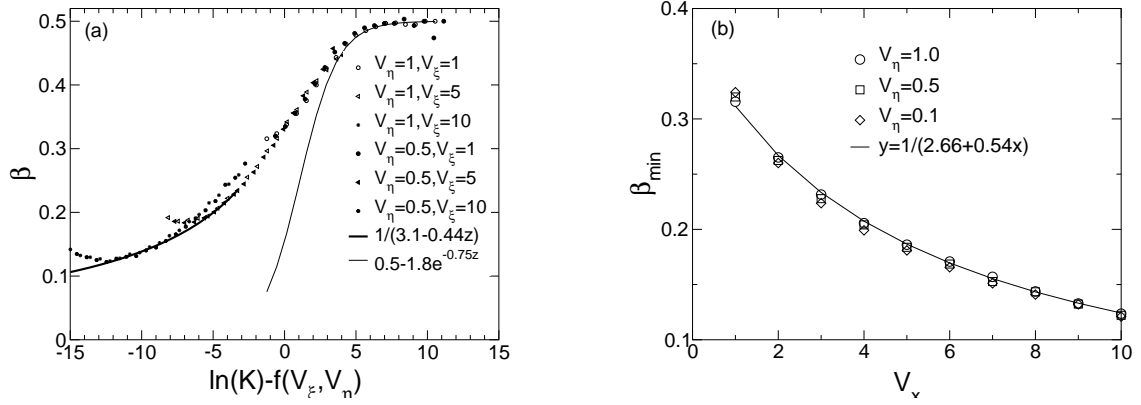 (a)
0.5
0.4
0.3
0.2
0.1
0
β
-15
-10
-5
0
5
10
15
ln(K)-f(V_ξ,V_η)
V_η=1,V_ξ=1
V_η=1,V_ξ=5
V_η=1,V_ξ=10
V_η=0.5,V_ξ=1
V_η=0.5,V_ξ=5
V_η=0.5,V_ξ=10
1/(3.1-0.44z)
0.5-1.8e^-0.75z
(b)
0.4
0.3
0.2
0.1
β_min
0
2
4
6
8
10
V_x
V_η=1.0
V_η=0.5
V_η=0.1
y=1/(2.66+0.54x)